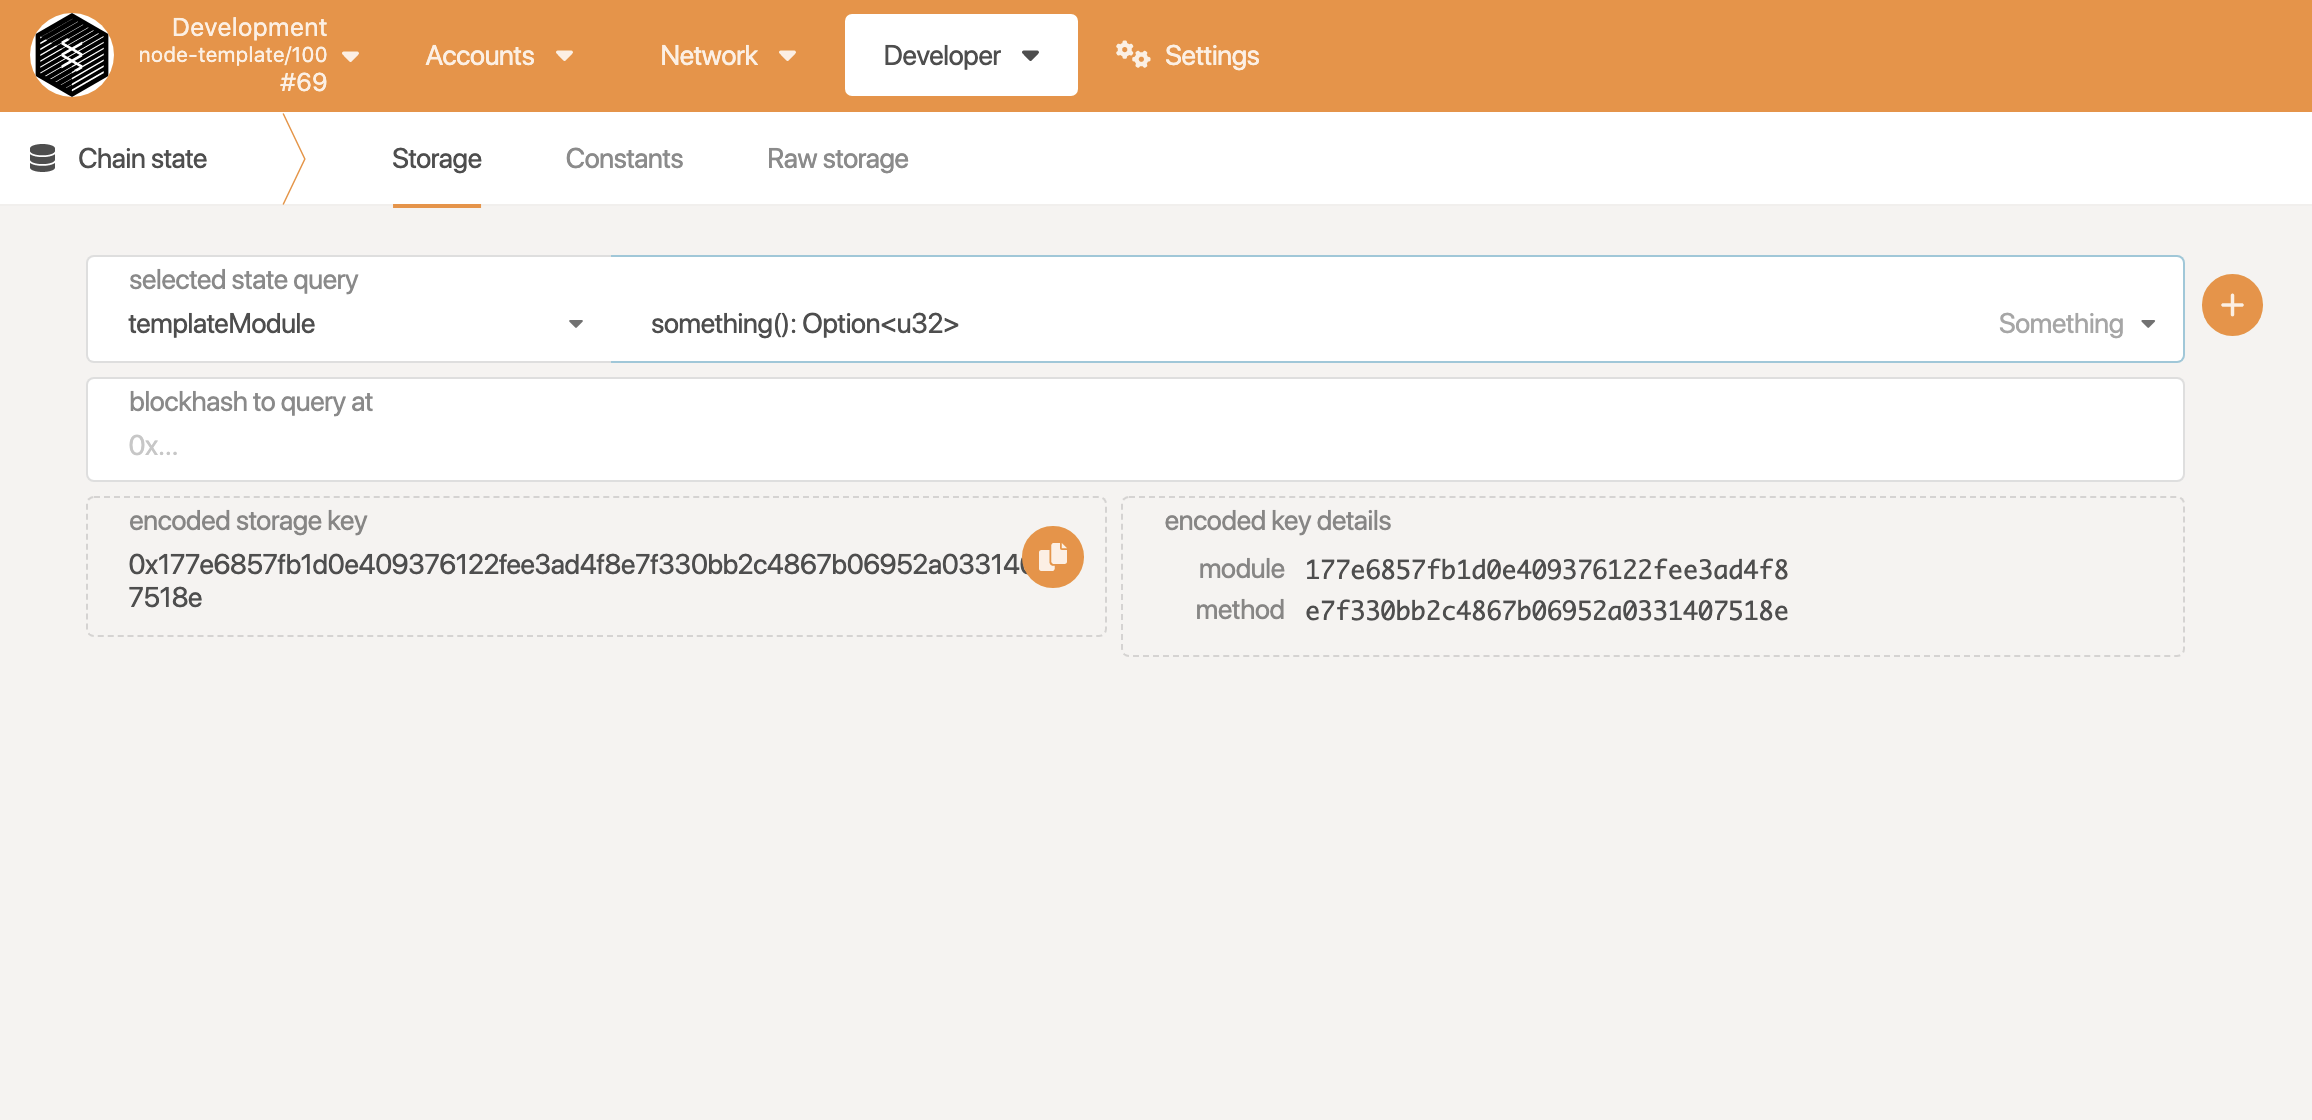 Development
node-template/100
#69
Accounts
Network
Developer
Settings
Chain state
Storage
Constants
Raw storage
selected state query
templateModule
something(): Option<u32>
Something
blockhash to query at
0x...
encoded storage key
0x177e6857fb1d0e409376122fee3ad4f8e7f330bb2c4867b06952a03314
7518e
encoded key details
module 177e6857fb1d0e409376122fee3ad4f8
method e7f330bb2c4867b06952a0331407518e